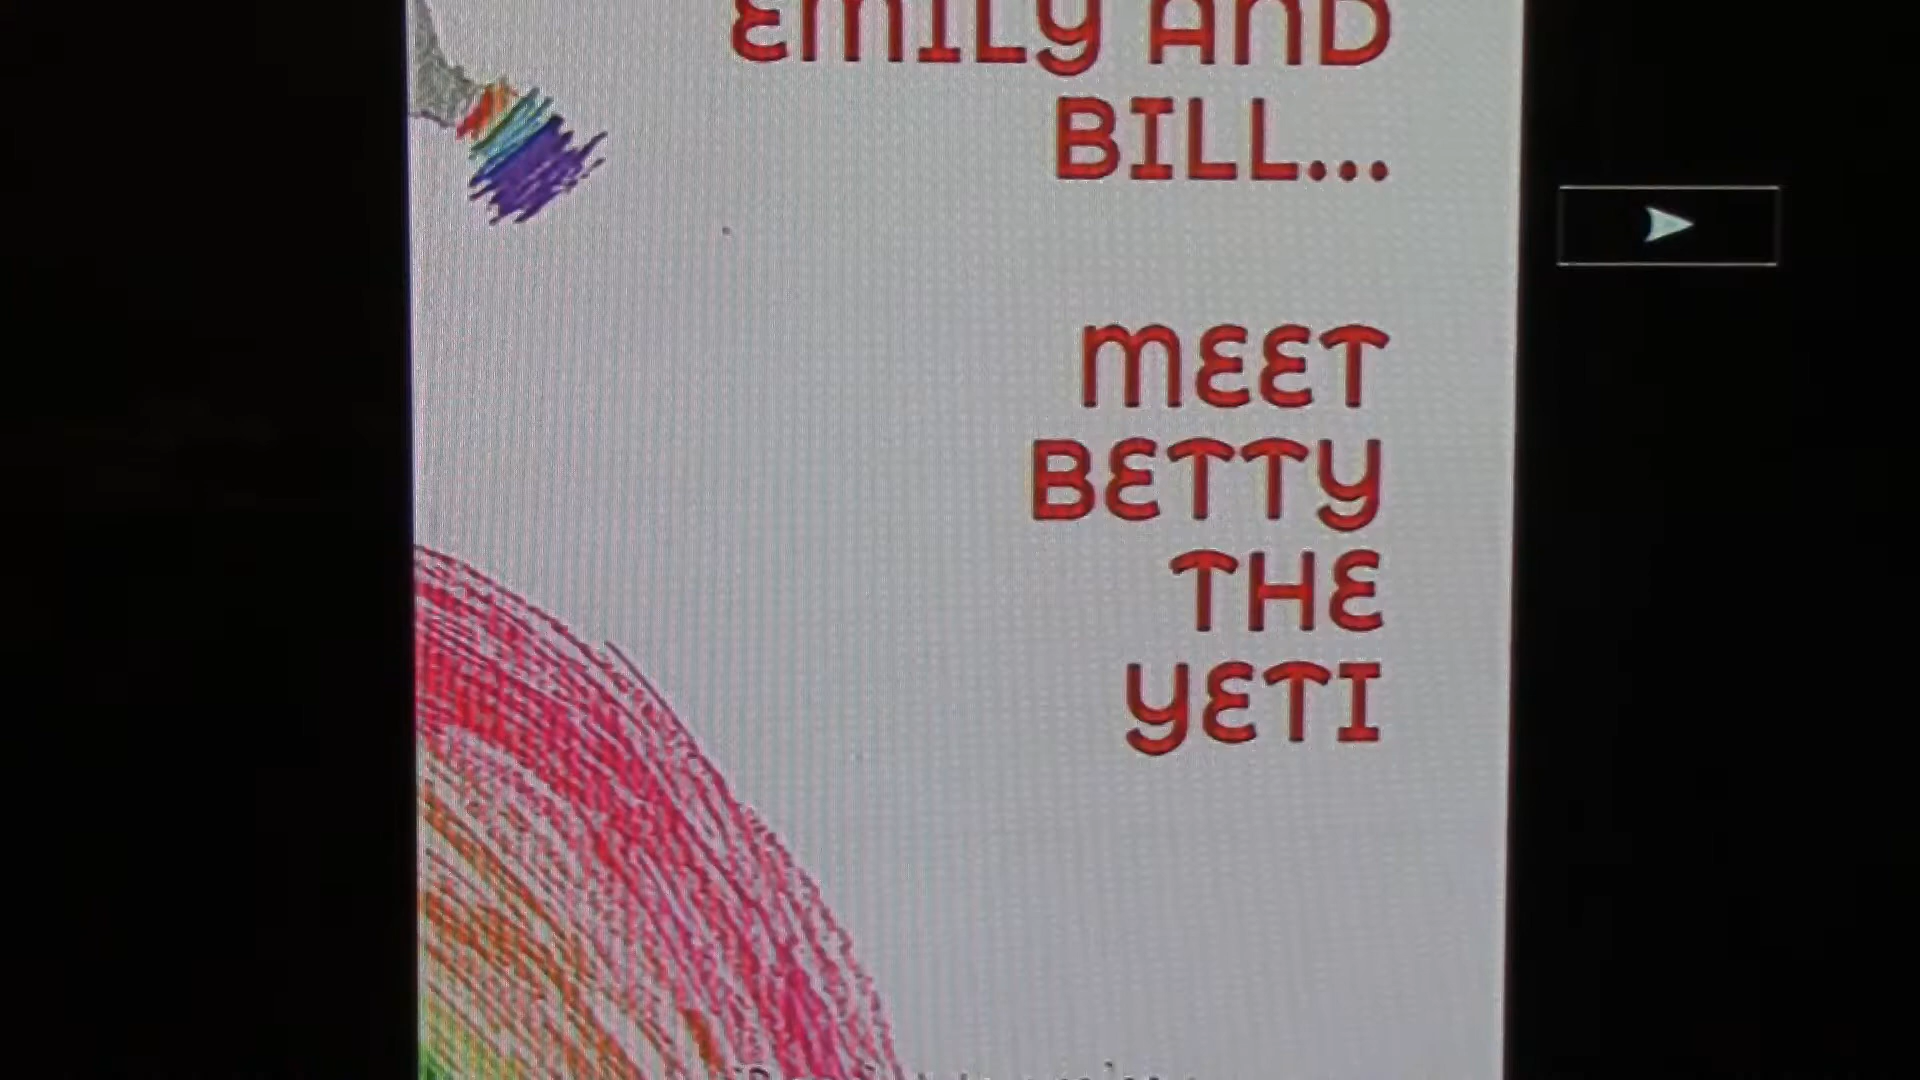 EMILY AND
BILL...
MEET
BETTY
THE
YETI